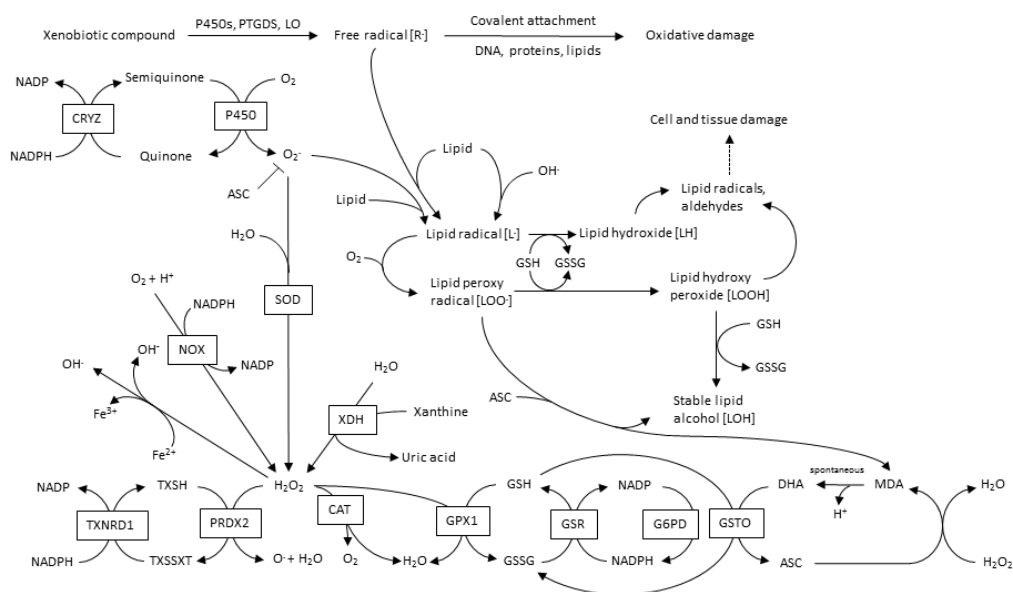 P450s, PTGDS, LO
Covalent attachment
Xenobiotic compound
Free radical [R·]
Oxidative damage
DNA, proteins, lipids
NADP
Semiquinone
O₂
CRYZ
P450
Cell and tissue damage
NADPH
Quinone
O₂·
Lipid
OH·
ASC
Lipid
Lipid radicals,
aldehydes
H₂O
Lipid radical [L·]
Lipid hydroxide [LH]
O₂
GSH
GSSG
O₂ + H⁺
Lipid peroxy
radical [LOO·]
Lipid hydroxy
peroxide [LOOH]
NADPH
SOD
GSH
OH⁻
NOX
NADP
OH·
H₂O
GSSG
ASC
Stable lipid
alcohol [LOH]
Fe³⁺
XDH
Xanthine
Fe²⁺
Uric acid
spontaneous
NADP
TXSH
H₂O₂
GSH
NADP
DHA
MDA
H₂O
H⁺
TXNRD1
PRDX2
CAT
GPX1
GSR
G6PD
GSTO
NADPH
TXSSXT
O· + H₂O
O₂
H₂O
GSSG
NADPH
ASC
H₂O₂